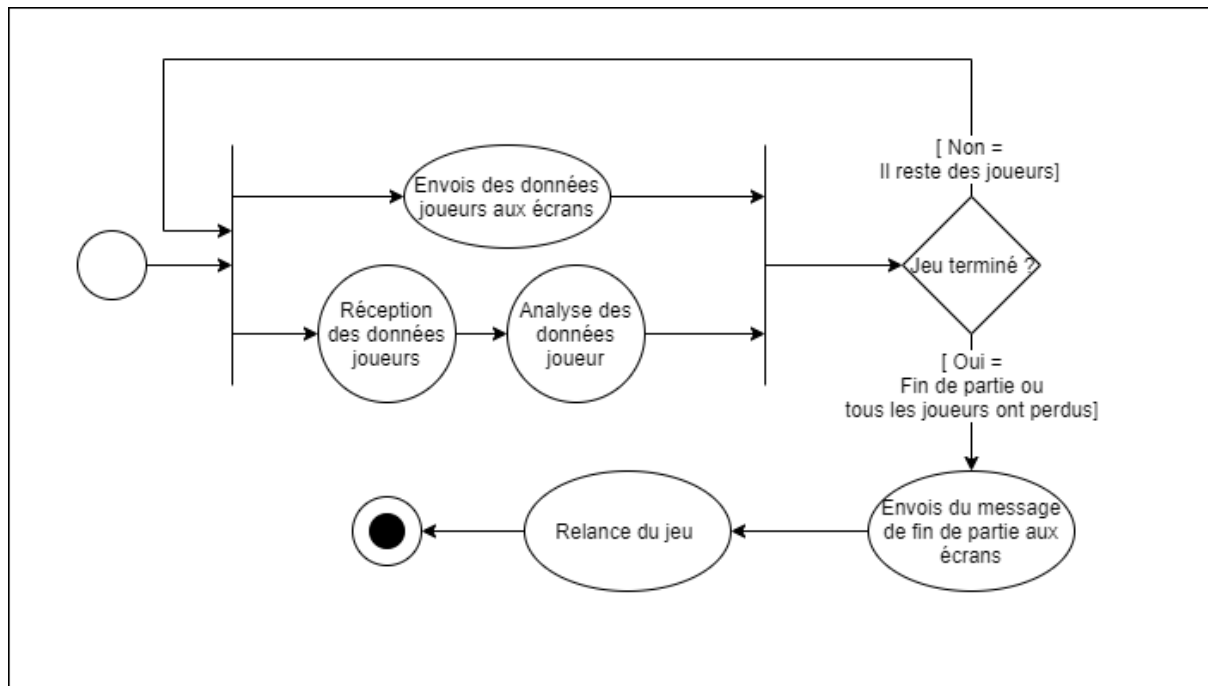 [ Non =
Il reste des joueurs]
Envois des données
joueurs aux écrans
Jeu terminé ?
Réception
des données
joueurs
Analyse des
données
joueur
[ Oui =
Fin de partie ou
tous les joueurs ont perdus]
Envois du message
de fin de partie aux
écrans
Relance du jeu